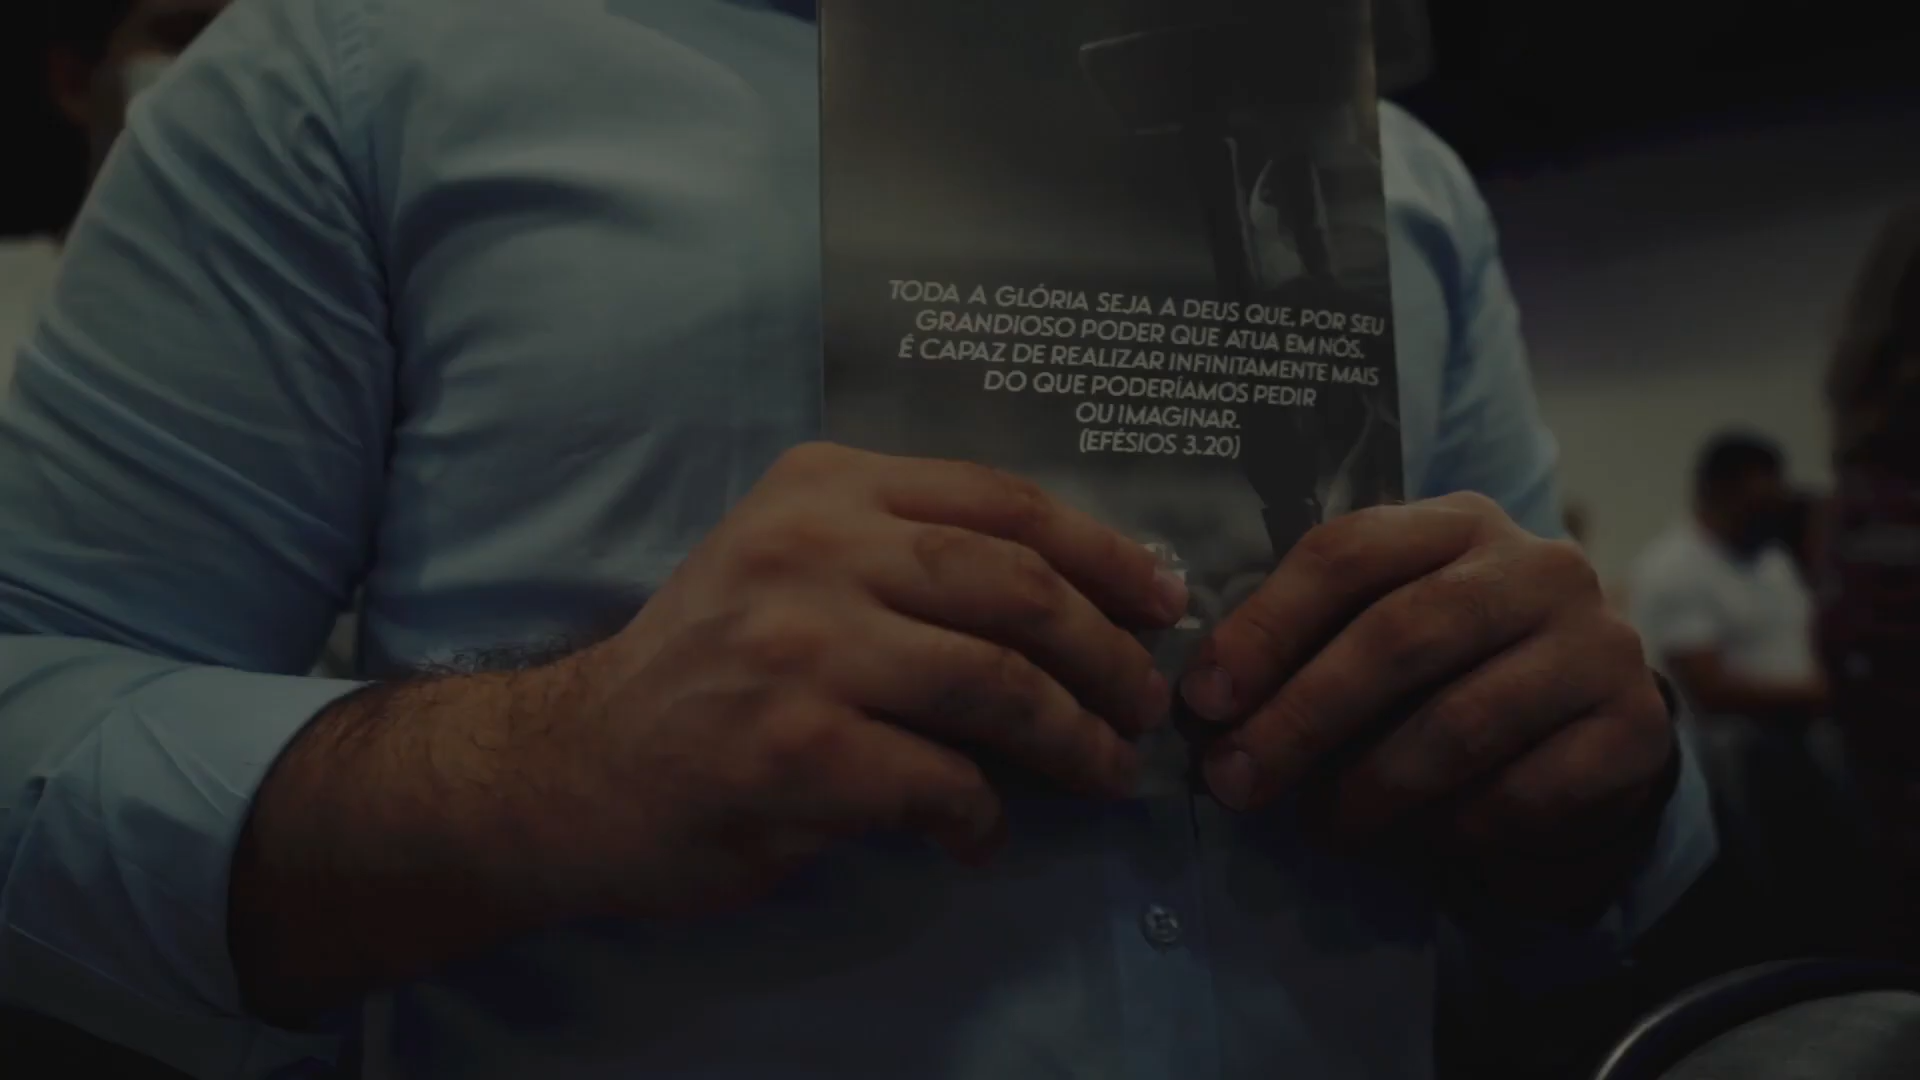 TODA A GLÓRIA SEJA A DEUS QUE, POR SEU
GRANDIOSO PODER QUE ATUA EM NÓS,
É CAPAZ DE REALIZAR INFINITAMENTE MAIS
DO QUE PODERÍAMOS PEDIR
OU IMAGINAR.
(EFÉSIOS 3.20)